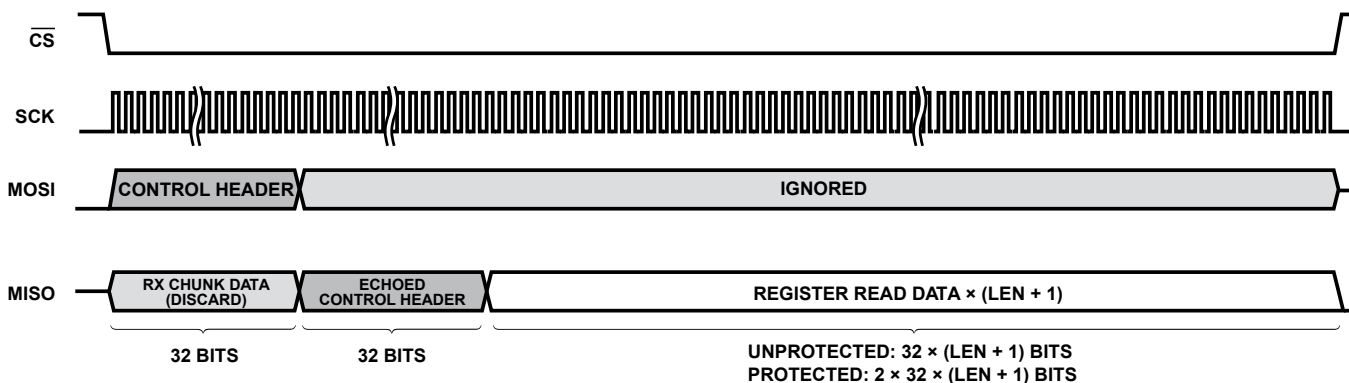 CS
SCK
MOSI
CONTROL HEADER
IGNORED
MISO
RX CHUNK DATA
(DISCARD)
ECHOED
CONTROL HEADER
REGISTER READ DATA × (LEN + 1)
32 BITS
32 BITS
UNPROTECTED: 32 × (LEN + 1) BITS
PROTECTED: 2 × 32 × (LEN + 1) BITS